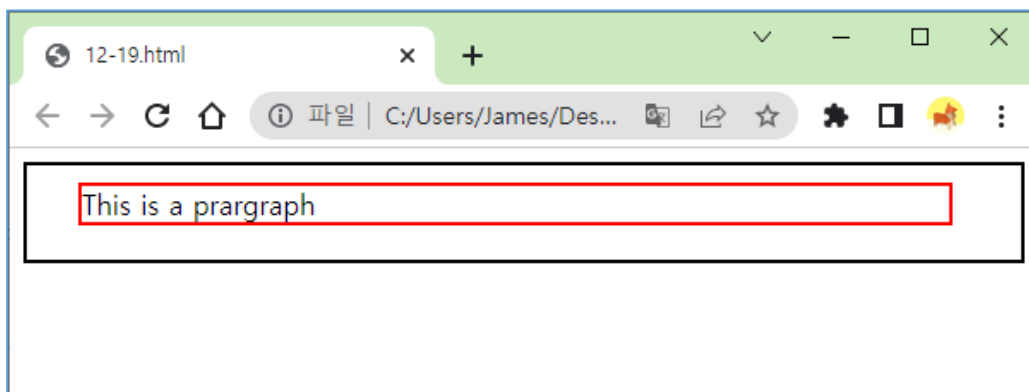 12-19.html
파일 | C:/Users/James/Des...
This is a prargraph